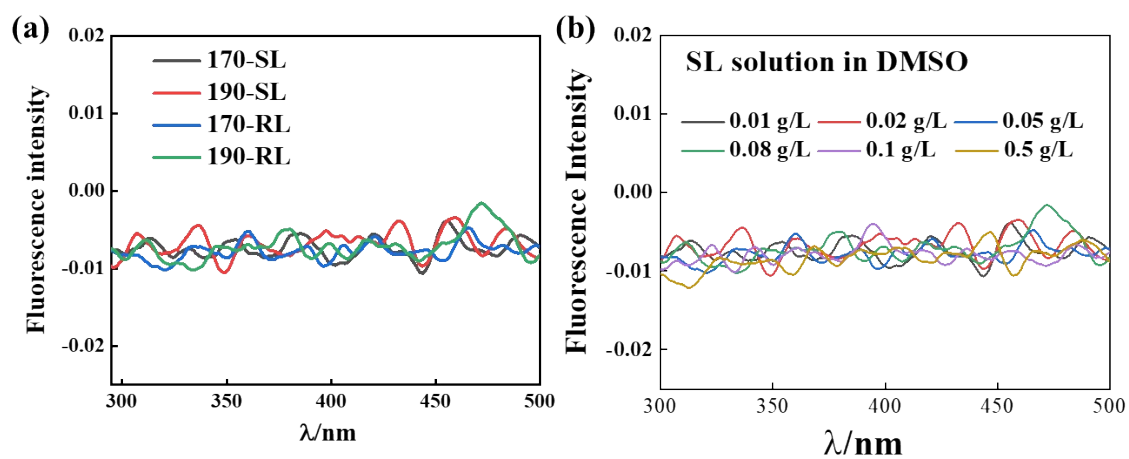 (a)
0.02
0.01
0.00
-0.01
-0.02
Fluorescence intensity
170-SL
190-SL
170-RL
190-RL
300
350
400
450
500
λ/nm
(b)
0.02
0.01
0.00
-0.01
-0.02
Fluorescence Intensity
SL solution in DMSO
0.01 g/L 0.02 g/L 0.05 g/L
0.08 g/L 0.1 g/L 0.5 g/L
300
350
400
450
500
λ/nm